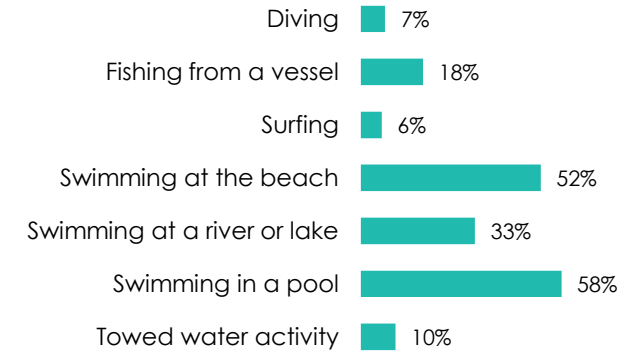 Diving 7%
Fishing from a vessel 18%
Surfing 6%
Swimming at the beach 52%
Swimming at a river or lake 33%
Swimming in a pool 58%
Towed water activity 10%